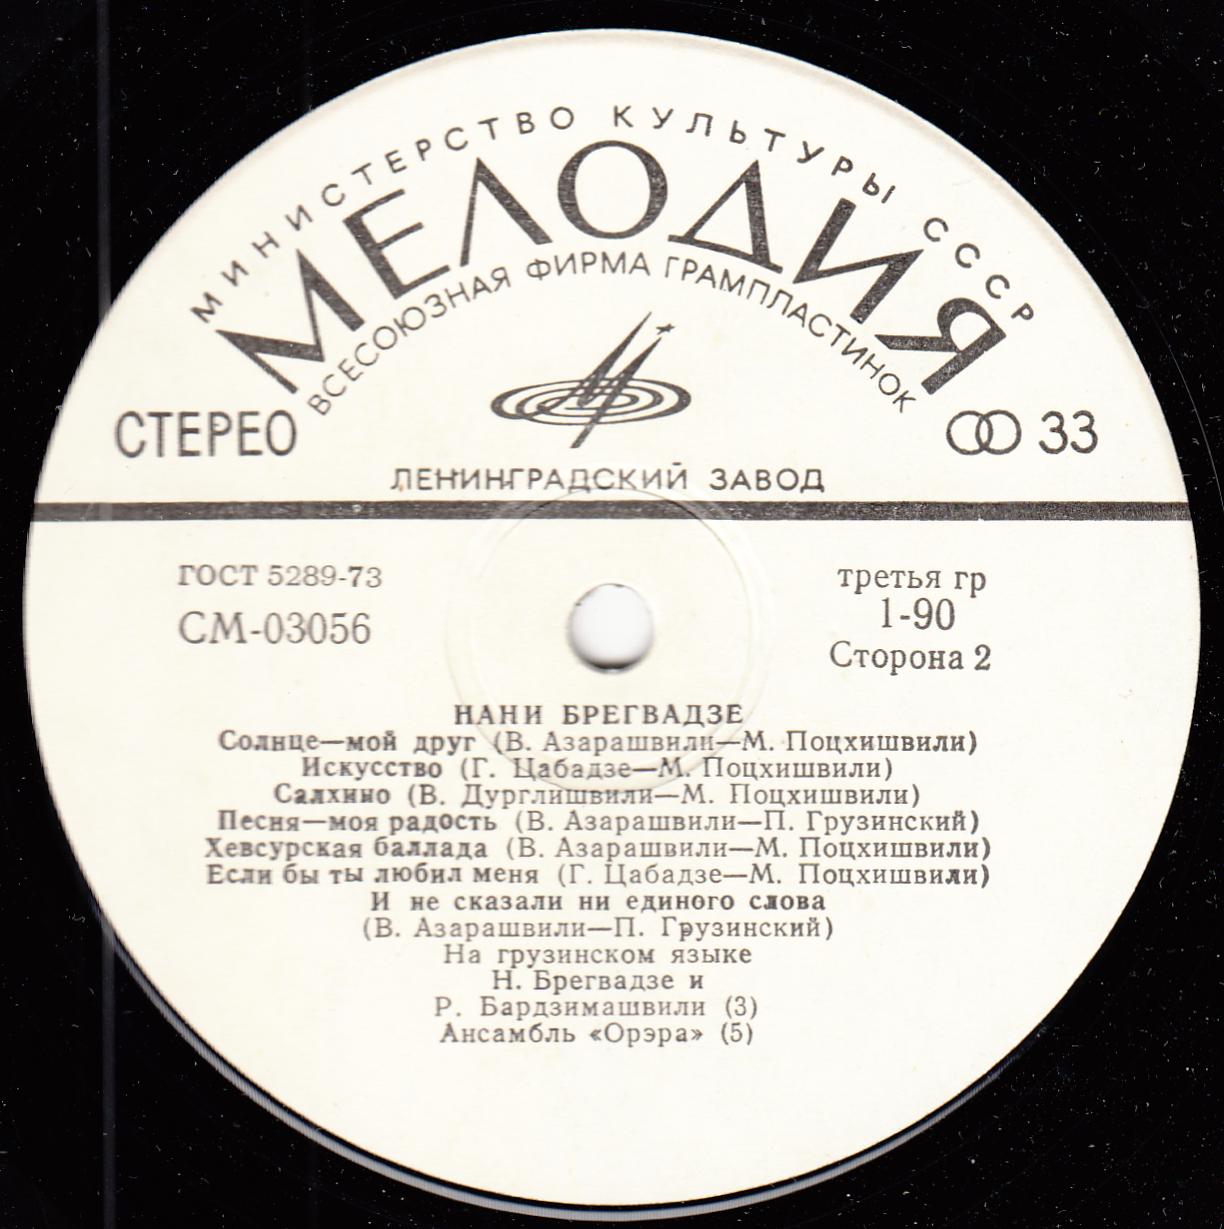 МИНИСТЕРСТВО КУЛЬТУРЫ СССР
МЕЛОДИЯ
ВСЕСОЮЗНАЯ ФИРМА ГРАМПЛАСТИНОК
СТЕРЕО
33
ЛЕНИНГРАДСКИЙ ЗАВОД
ГОСТ 5289-73
СМ-03056
третья гр
1-90
Сторона 2
НАНИ БРЕГВАДЗЕ
Солнце—мой друг (В. Азарашвили—М. Поцхишвили)
Искусство (Г. Цабадзе—М. Поцхишвили)
Салхино (В. Дурглишвили—М. Поцхишвили)
Песня—моя радость (В. Азарашвили—П. Грузинский)
Хевсурская баллада (В. Азарашвили—М. Поцхишвили)
Если бы ты любил меня (Г. Цабадзе—М. Поцхишвили)
И не сказали ни единого слова
(В. Азарашвили—П. Грузинский)
На грузинском языке
Н. Брегвадзе и
Р. Бардзимашвили (3)
Ансамбль «Орэра» (5)